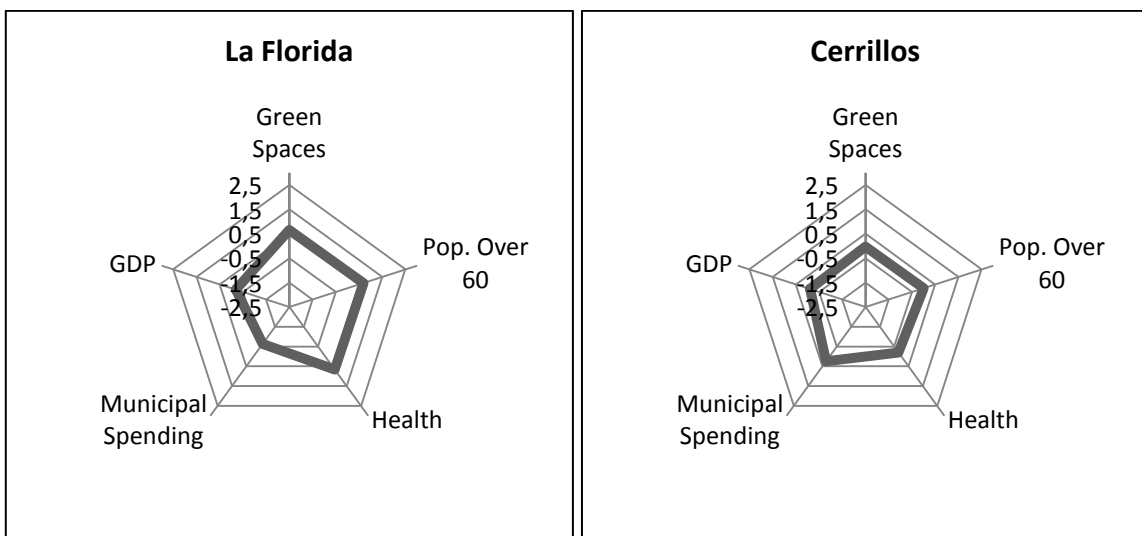 La Florida
Green
Spaces
2,5
1,5
0,5
-0,5
-1,5
-2,5
Pop. Over
60
Health
Municipal
Spending
GDP
Cerrillos
Green
Spaces
2,5
1,5
0,5
-0,5
-1,5
-2,5
Pop. Over
60
Health
Municipal
Spending
GDP